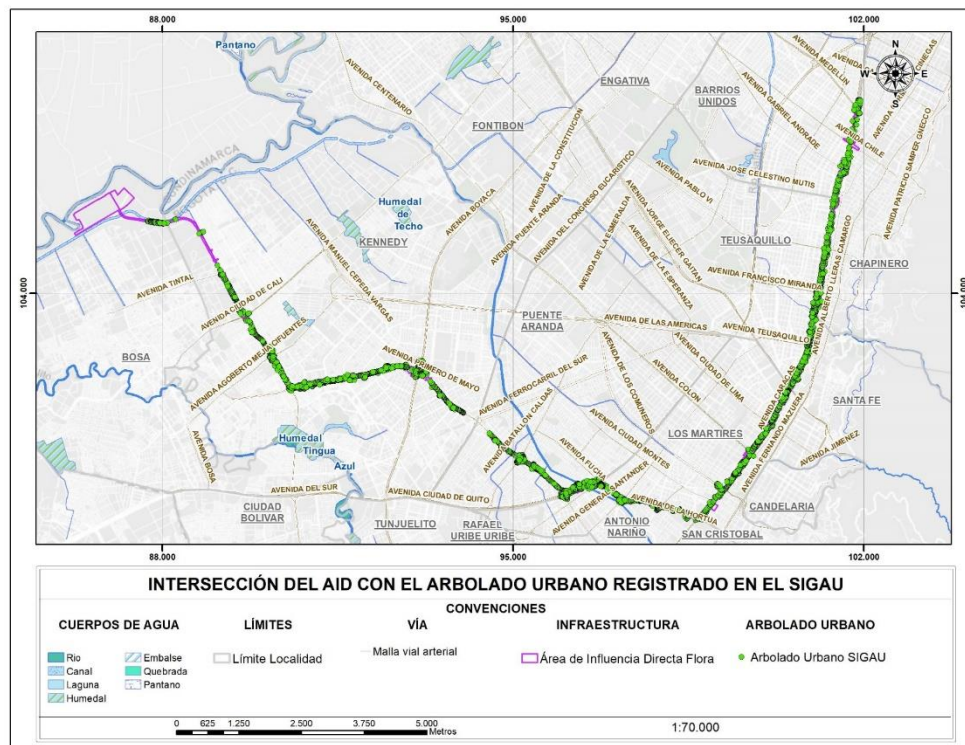 88.000 95.000 102.000
Pantano
AVENIDA CENTENARIO
ENGATIVA
AVENIDA MEDELLIN
N
W E
S
BARRIOS
UNIDOS
AVENIDA GABRIEL ANDRADE
FONTIBON
AVENIDA DE LA CONSTITUCION
AVENIDA CHILE
AVENIDA PATRICIO SAMPER GNECCO
CUNDINAMARCA
BOGOTA D.C.
AVENIDA BOYACA
AVENIDA PUENTE ARANDA
AVENIDA DEL CONGRESO EUCARISTICO
AVENIDA JOSE CELESTINO MUTIS
AVENIDA PABLO VI
Humedal
de
Techo
KENNEDY
AVENIDA MANUEL CEPEDA VARGAS
AVENIDA DE LA ESMERALDA
AVENIDA JORGE ELIECER GAITAN
AVENIDA DE LA ESPERANZA
TEUSAQUILLO
AVENIDA FRANCISCO MIRANDA
AVENIDA ALBERTO LLERAS CAMARGO
CHAPINERO
104.000 104.000
AVENIDA TINTAL
AVENIDA CIUDAD DE CALI
PUENTE
ARANDA
AVENIDA DE LAS AMERICAS
AVENIDA TEUSAQUILLO
BOSA
AVENIDA AGOBERTO MEJIA CIFUENTES
AVENIDA PRIMERO DE MAYO
AVENIDA FERROCARRIL DEL SUR
AVENIDA DE LOS COMUNEROS
AVENIDA COLON
AVENIDA CIUDAD DE LIMA
AVENIDA CARACAS
AVENIDA FERNANDO MAZUERA
SANTA FE
AVENIDA BATALLON CALDAS
AVENIDA CIUDAD MONTES
LOS MARTIRES
AVENIDA JIMENEZ
AVENIDA BOSA
Humedal
Tingua
Azul
AVENIDA FUCHA
AVENIDA GENERAL SANTANDER
AVENIDA DEL SUR
AVENIDA CIUDAD DE QUITO
CIUDAD
BOLIVAR
TUNJUELITO
RAFAEL
URIBE URIBE
ANTONIO
NARIÑO
SAN CRISTOBAL
CANDELARIA
88.000 95.000 102.000
INTERSECCIÓN DEL AID CON EL ARBOLADO URBANO REGISTRADO EN EL SIGAU
CONVENCIONES
CUERPOS DE AGUA LÍMITES VÍA INFRAESTRUCTURA ARBOLADO URBANO
Rio Embalse Límite Localidad Malla vial arterial Área de Influencia Directa Flora Arbolado Urbano SIGAU
Canal Quebrada
Laguna Pantano
Humedal
0 625 1.250 2.500 3.750 5.000
Metros
1:70.000